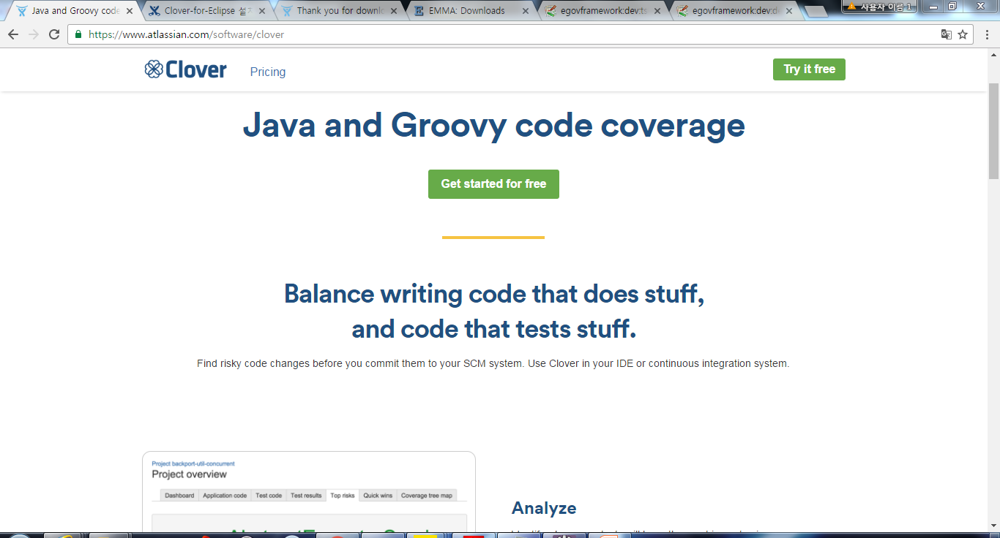 Java and Groovy code
Clover-for-Eclipse 설치
Thank you for downlo
EMMA: Downloads
egovframework:dev:ts
egovframework:dev:d
사용자 이름 1
https://www.atlassian.com/software/clover
Clover
Pricing
Try it free
Java and Groovy code coverage
Get started for free
Balance writing code that does stuff,
and code that tests stuff.
Find risky code changes before you commit them to your SCM system. Use Clover in your IDE or continuous integration system.
Project backport-util-concurrent
Project overview
Dashboard Application code Test code Test results Top risks Quick wins Coverage tree map
Analyze